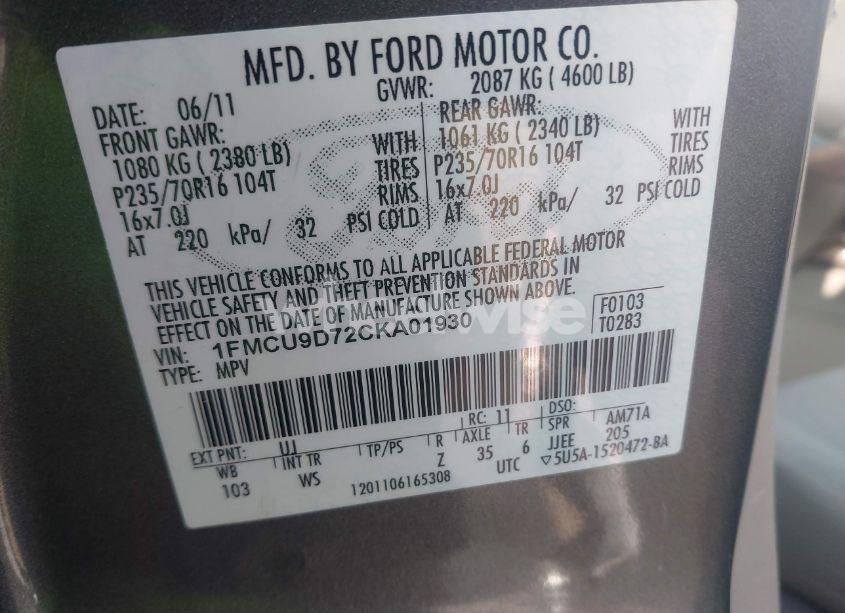 MFD. BY FORD MOTOR CO.
DATE: 06/11
GVWR: 2087 KG ( 4600 LB)
FRONT GAWR:
1080 KG ( 2380 LB) WITH
P235/70R16 104T TIRES
16x7.0J RIMS
AT 220 kPa/ 32 PSI COLD
REAR GAWR:
1061 KG ( 2340 LB) WITH
P235/70R16 104T TIRES
16x7.0J RIMS
AT 220 kPa/ 32 PSI COLD
THIS VEHICLE CONFORMS TO ALL APPLICABLE FEDERAL MOTOR
VEHICLE SAFETY AND THEFT PREVENTION STANDARDS IN
EFFECT ON THE DATE OF MANUFACTURE SHOWN ABOVE.
VIN: 1FMCU9D72CKA01930
TYPE: MPV
F0103
T0283
EXT PNT: UJ RC: 11 DSO:
WB INT TR TP/PS R AXLE TR SPR AM71A
103 WS Z 35 6 JJEE 205
1201106165308 UTC ▽5U5A-1520472-BA